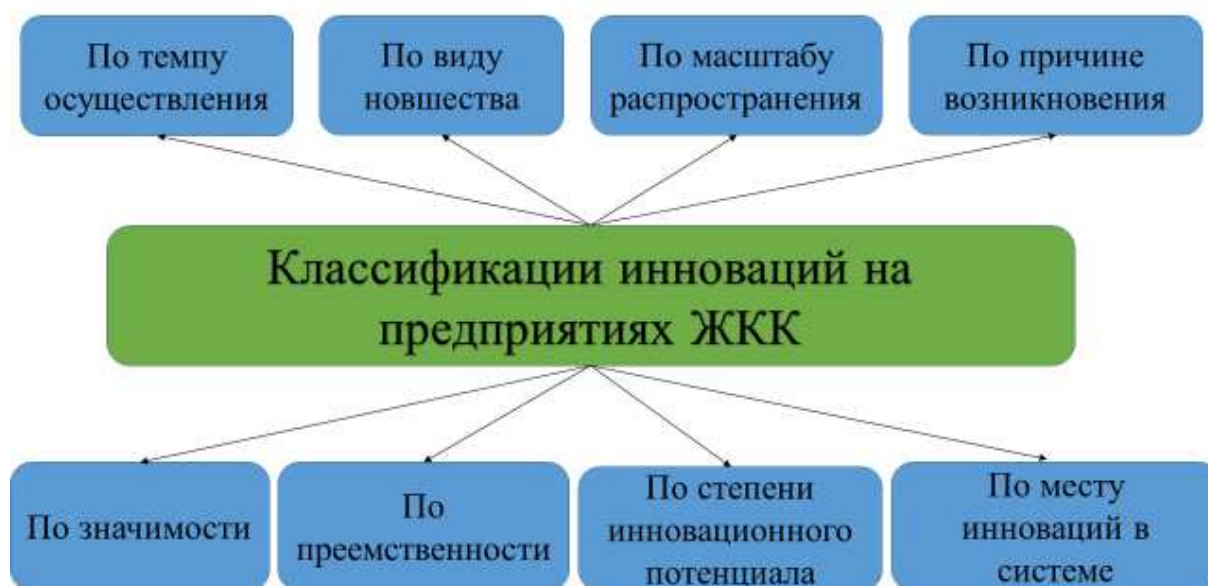 По темпу
осуществления
По виду
новшества
По масштабу
распространения
По причине
возникновения
Классификации инноваций на
предприятиях ЖКК
По значимости
По
преемственности
По степени
инновационного
потенциала
По месту
инноваций в
системе